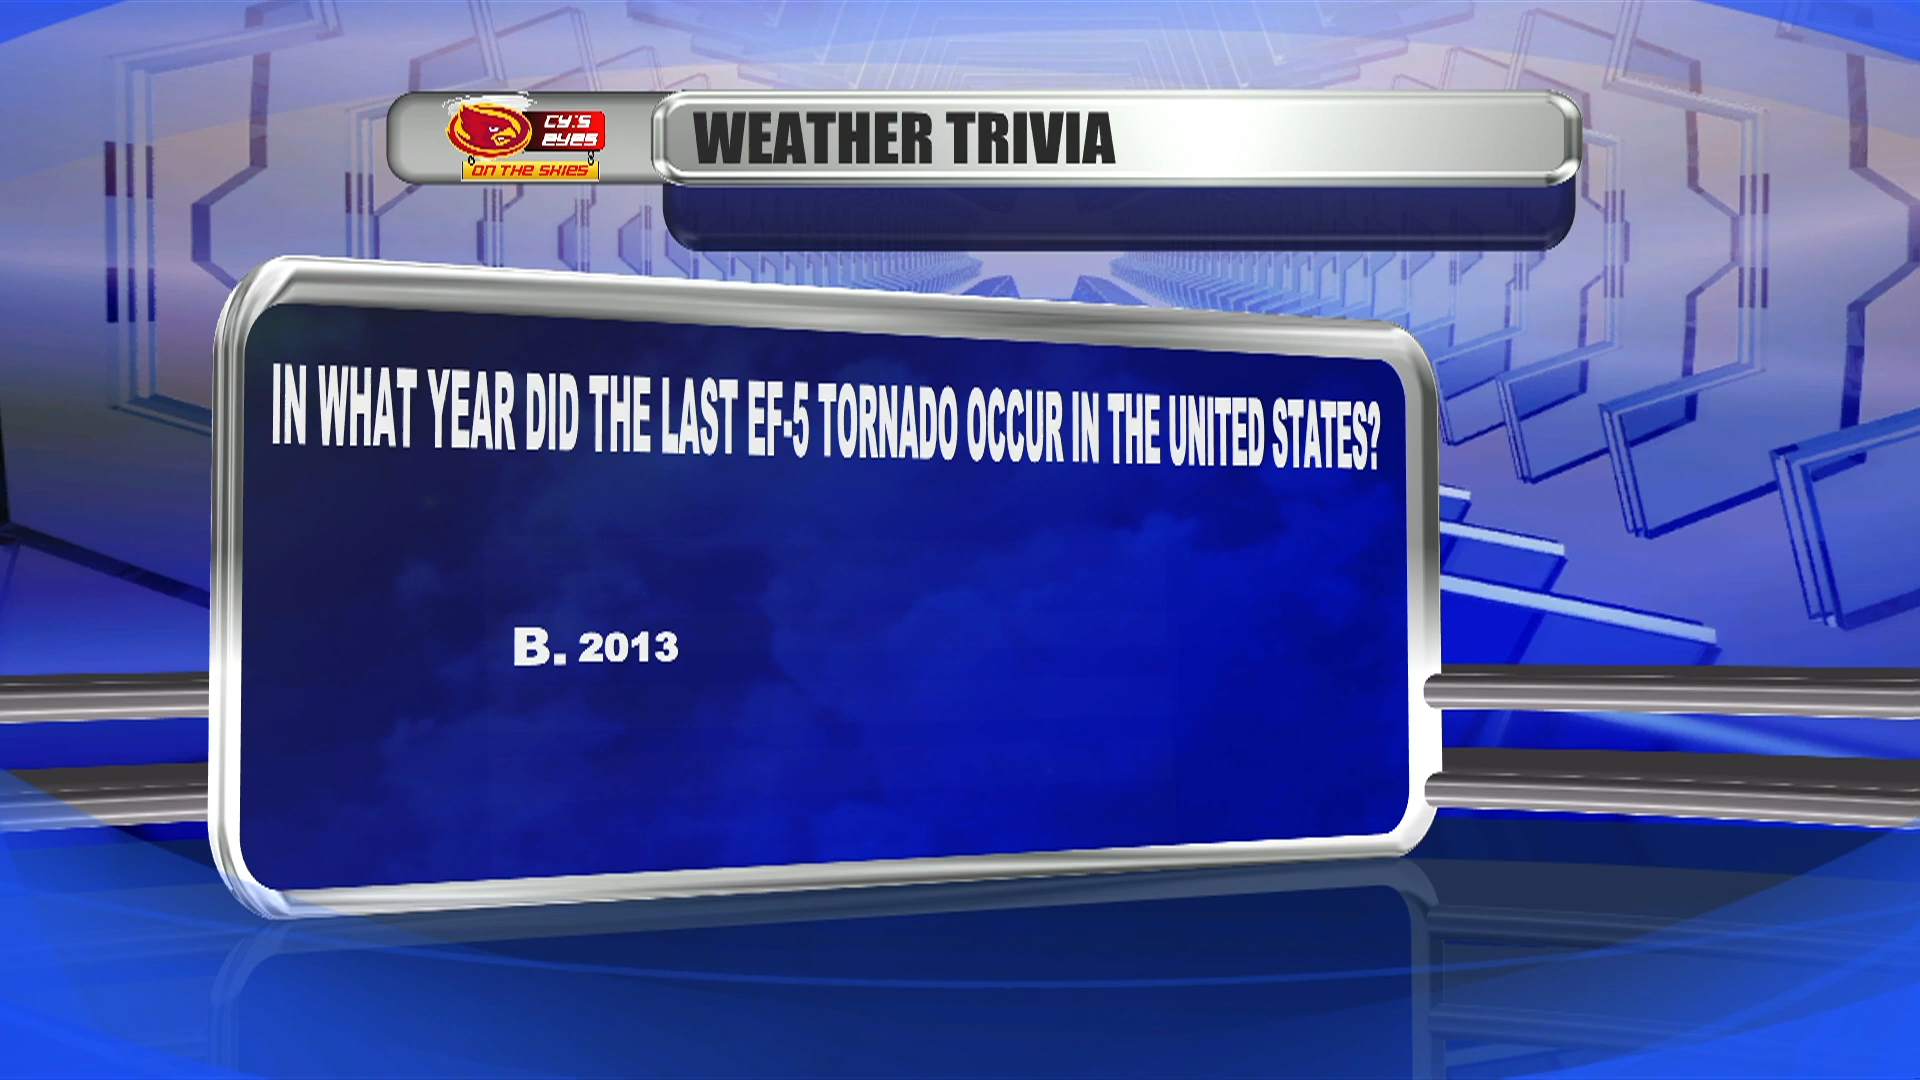 CY'S
EYES
ON THE SKIES
WEATHER TRIVIA
IN WHAT YEAR DID THE LAST EF-5 TORNADO OCCUR IN THE UNITED STATES?
B. 2013